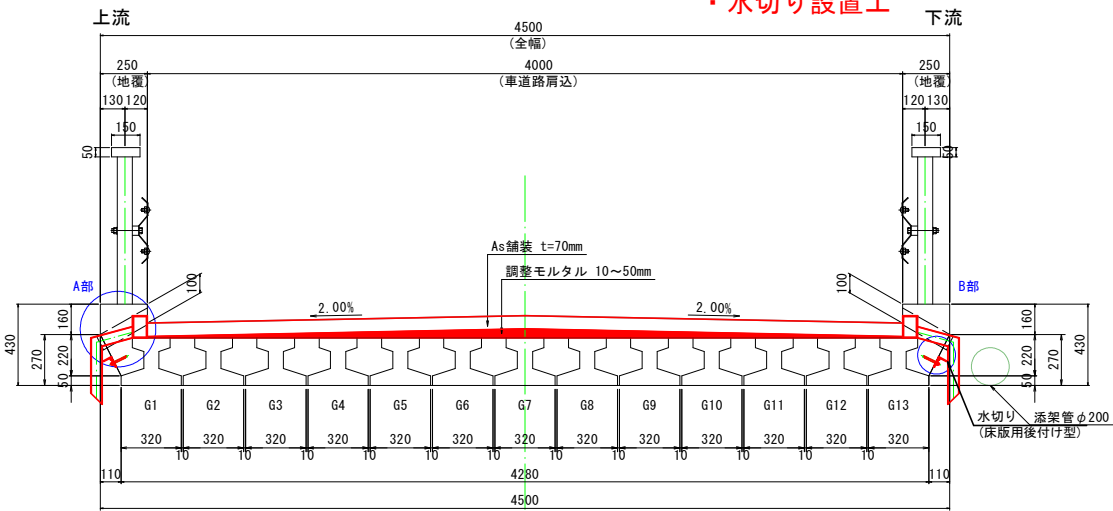 ・水切り設置工
上流
下流
4500
(全幅)
250
4000
250
(地覆)
(車道路肩込)
(地覆)
130 120
120 130
150
150
50
50
As舗装 t=70mm
調整モルタル 10～50mm
100
100
A部
B部
2.00%
2.00%
430
270
160
220
50
160
220
50
270
430
G1 G2 G3 G4 G5 G6 G7 G8 G9 G10 G11 G12 G13
水切り 添架管φ200
(床版用後付け型)
320 320 320 320 320 320 320 320 320 320 320 320 320
10 10 10 10 10 10 10 10 10 10 10 10
110 4280 110
4500